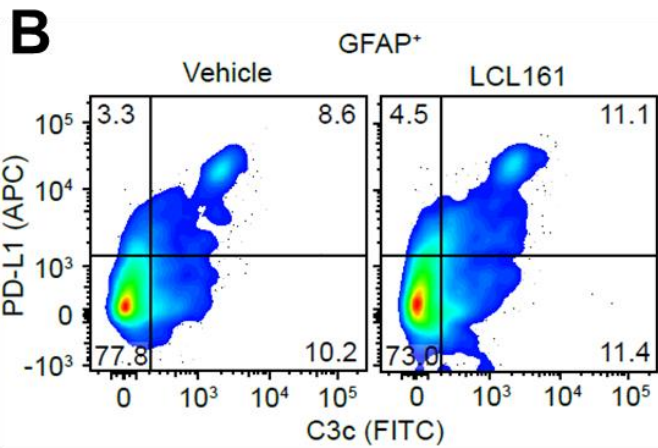 B
GFAP⁺
Vehicle
LCL161
PD-L1 (APC)
10⁵
10⁴
10³
0
-10³
3.3
8.6
77.8
10.2
4.5
11.1
73.0
11.4
0 10³ 10⁴ 10⁵
0 10³ 10⁴ 10⁵
C3c (FITC)